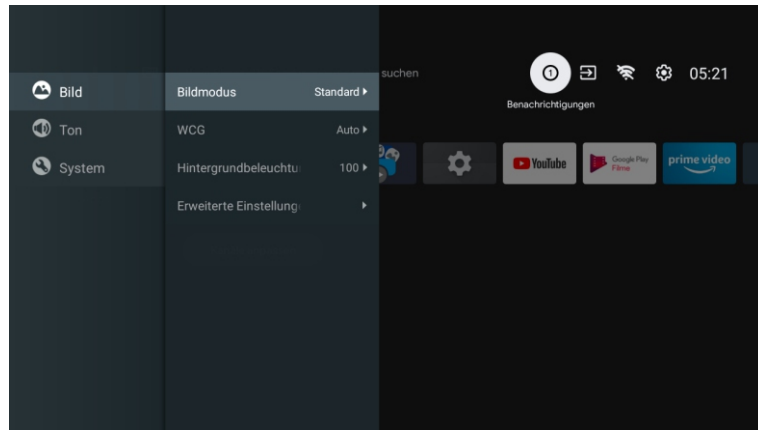 suchen
1
05:21
Benachrichtigungen
Bild
Ton
System
Bildmodus Standard
WCG Auto
Hintergrundbeleuchtu
100
Erweiterte Einstellung
YouTube
Google Play
Filme
prime video